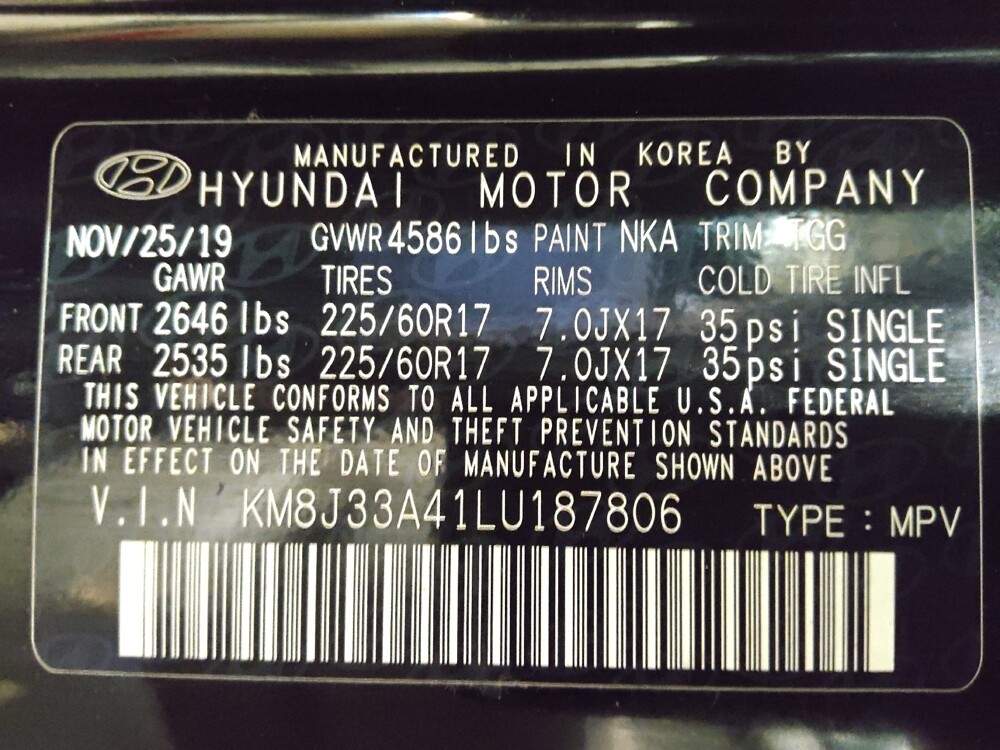 MANUFACTURED IN KOREA BY
HYUNDAI MOTOR COMPANY
NOV/25/19 GVWR 4586 lbs PAINT NKA TRIM TGG
GAWR TIRES RIMS COLD TIRE INFL
FRONT 2646 lbs 225/60R17 7.0JX17 35psi SINGLE
REAR 2535 lbs 225/60R17 7.0JX17 35psi SINGLE
THIS VEHICLE CONFORMS TO ALL APPLICABLE U.S.A. FEDERAL
MOTOR VEHICLE SAFETY AND THEFT PREVENTION STANDARDS
IN EFFECT ON THE DATE OF MANUFACTURE SHOWN ABOVE
V.I.N KM8J33A41LU187806 TYPE : MPV